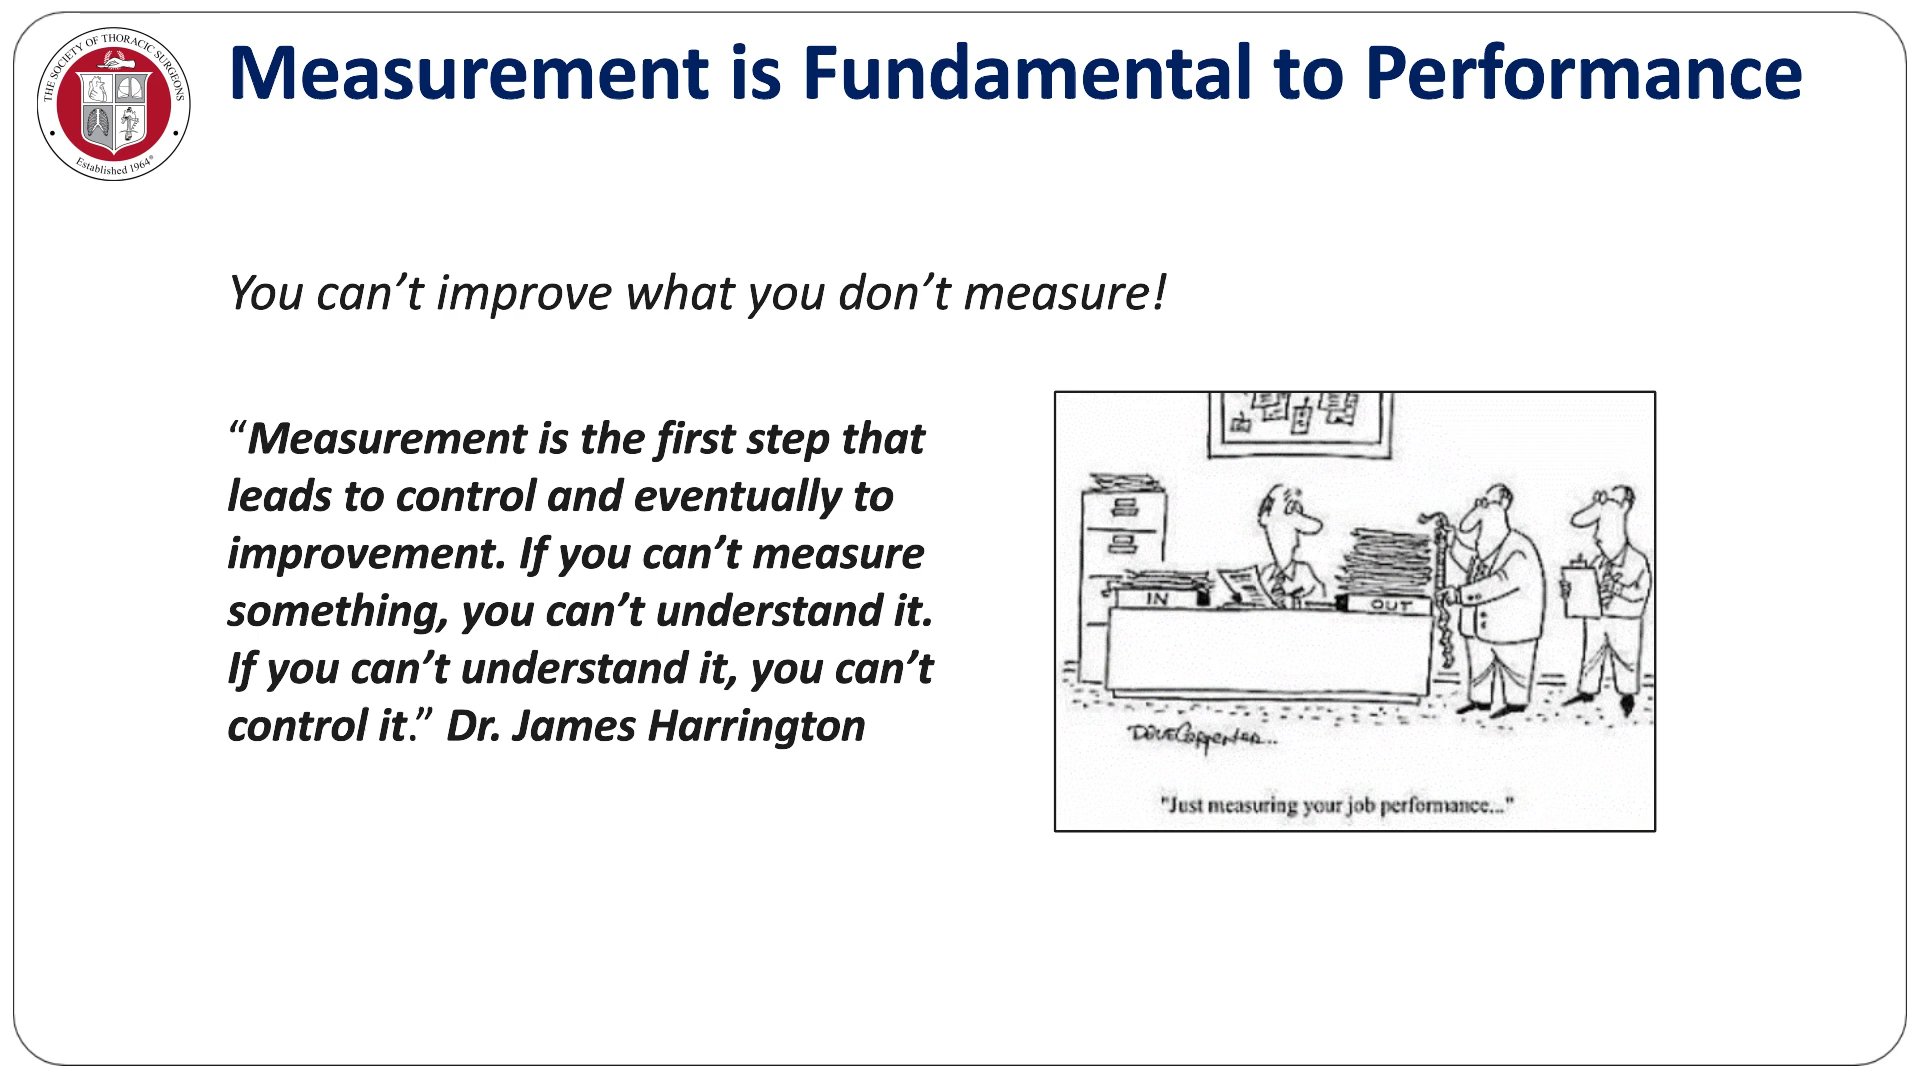 THE SOCIETY OF THORACIC SURGEONS
Established 1964®
Measurement is Fundamental to Performance
You can’t improve what you don’t measure!
“Measurement is the first step that
leads to control and eventually to
improvement. If you can’t measure
something, you can’t understand it.
If you can’t understand it, you can’t
control it.” Dr. James Harrington
IN
OUT
DAVE CARPENTER...
"Just measuring your job performance..."